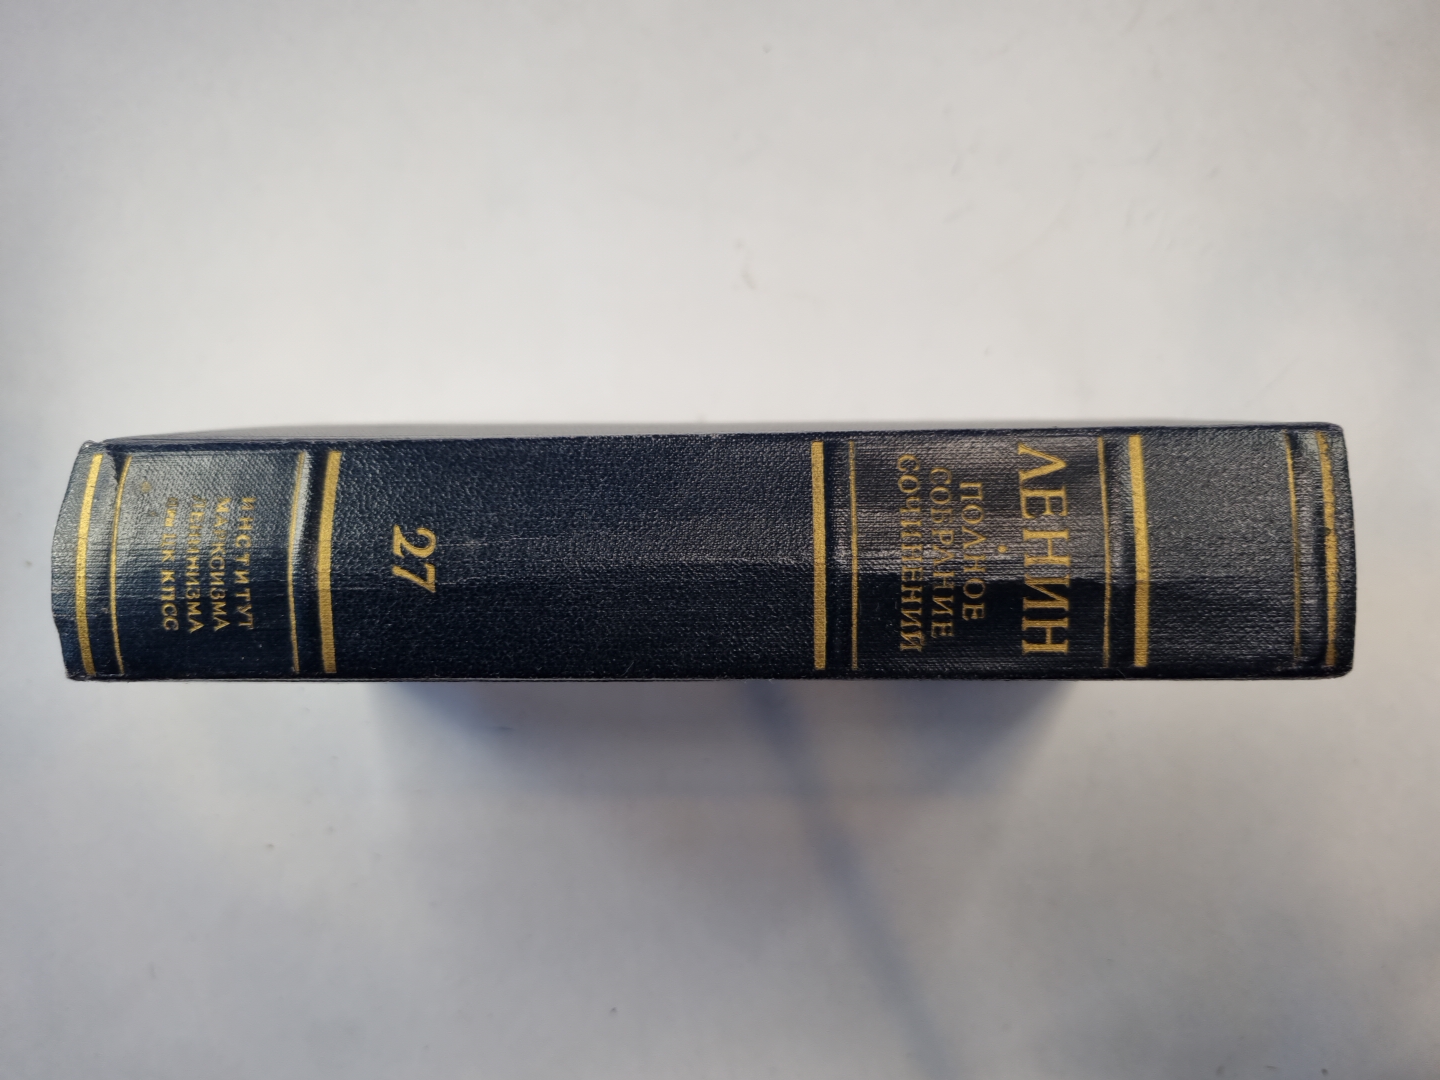 ЛЕНИН
ПОЛНОЕ
СОБРАНИЕ
СОЧИНЕНИЙ
27
ИНСТИТУТ
МАРКСИЗМА
ЛЕНИНИЗМА
ПРИ ЦК КПСС